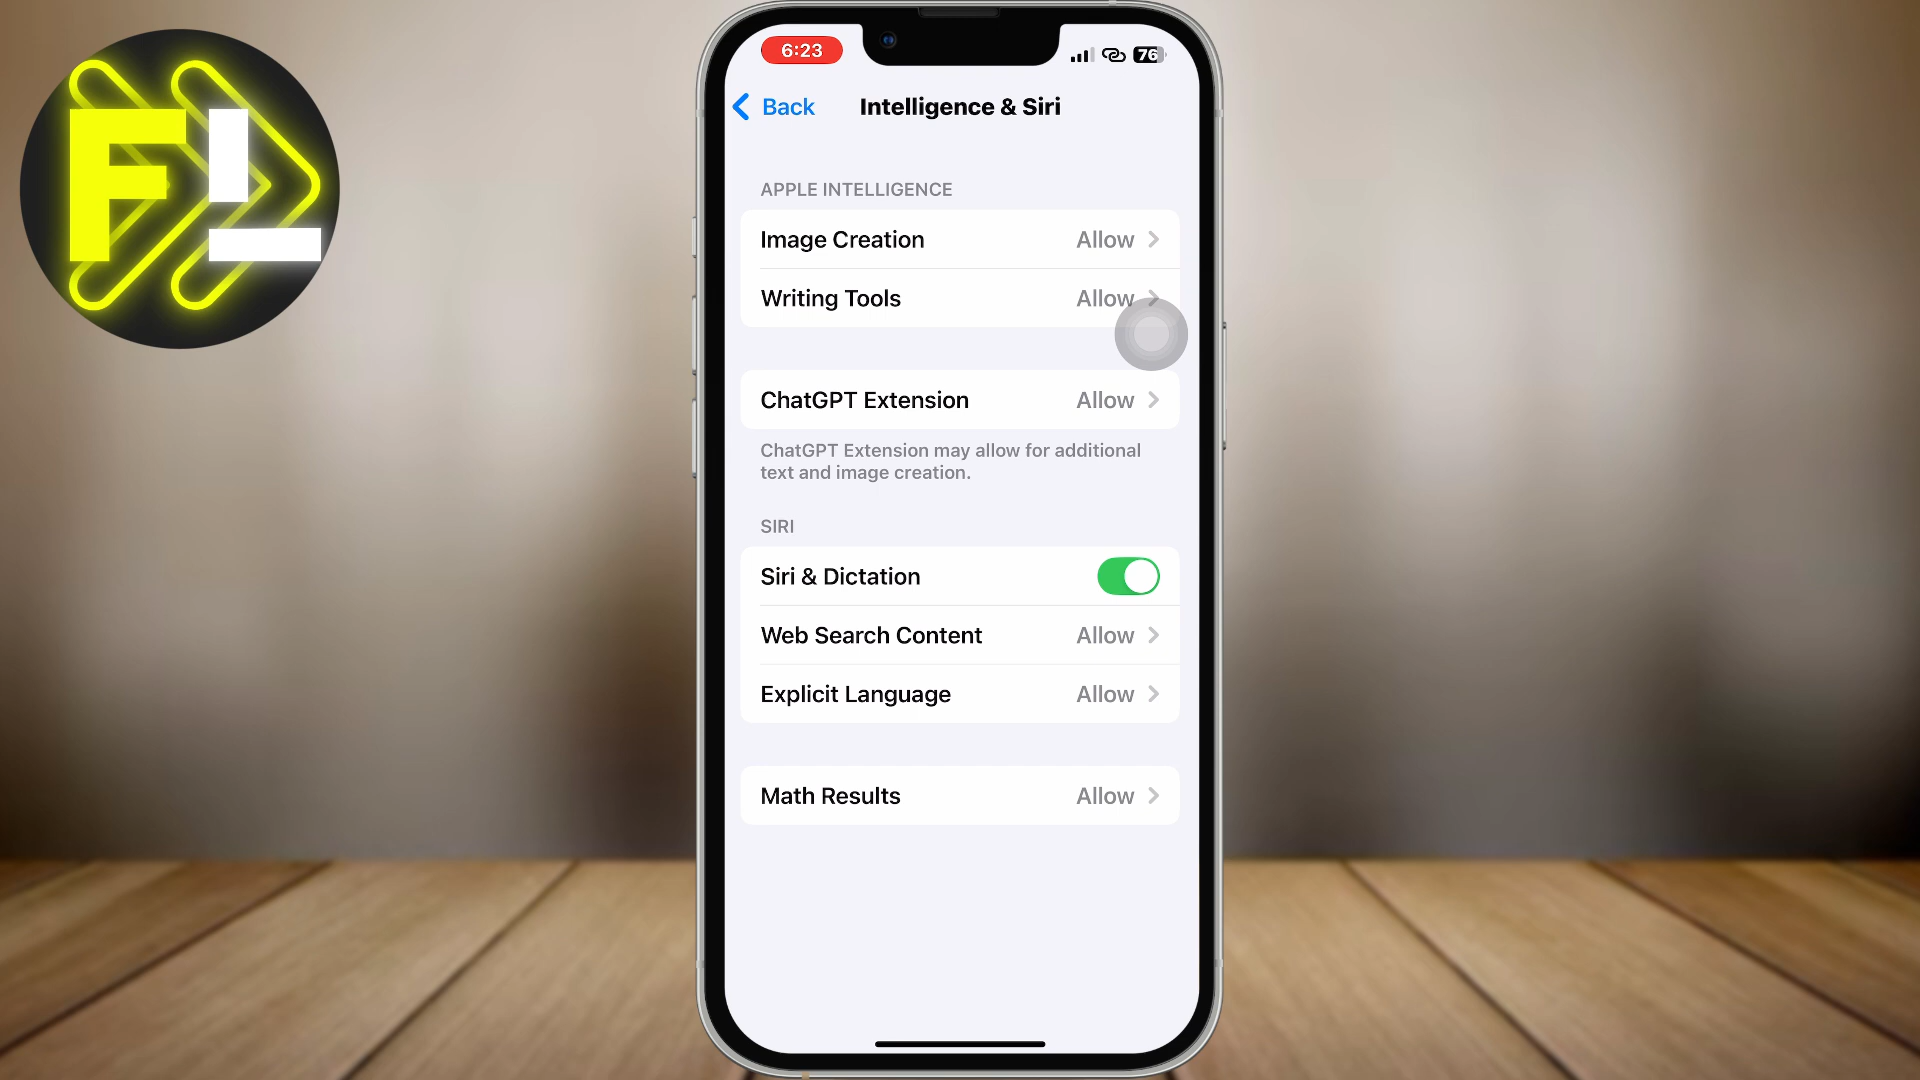 FL
6:23
76
Back
Intelligence & Siri
APPLE INTELLIGENCE
Image Creation Allow
Writing Tools Allow
ChatGPT Extension Allow
ChatGPT Extension may allow for additional
text and image creation.
SIRI
Siri & Dictation
Web Search Content Allow
Explicit Language Allow
Math Results Allow